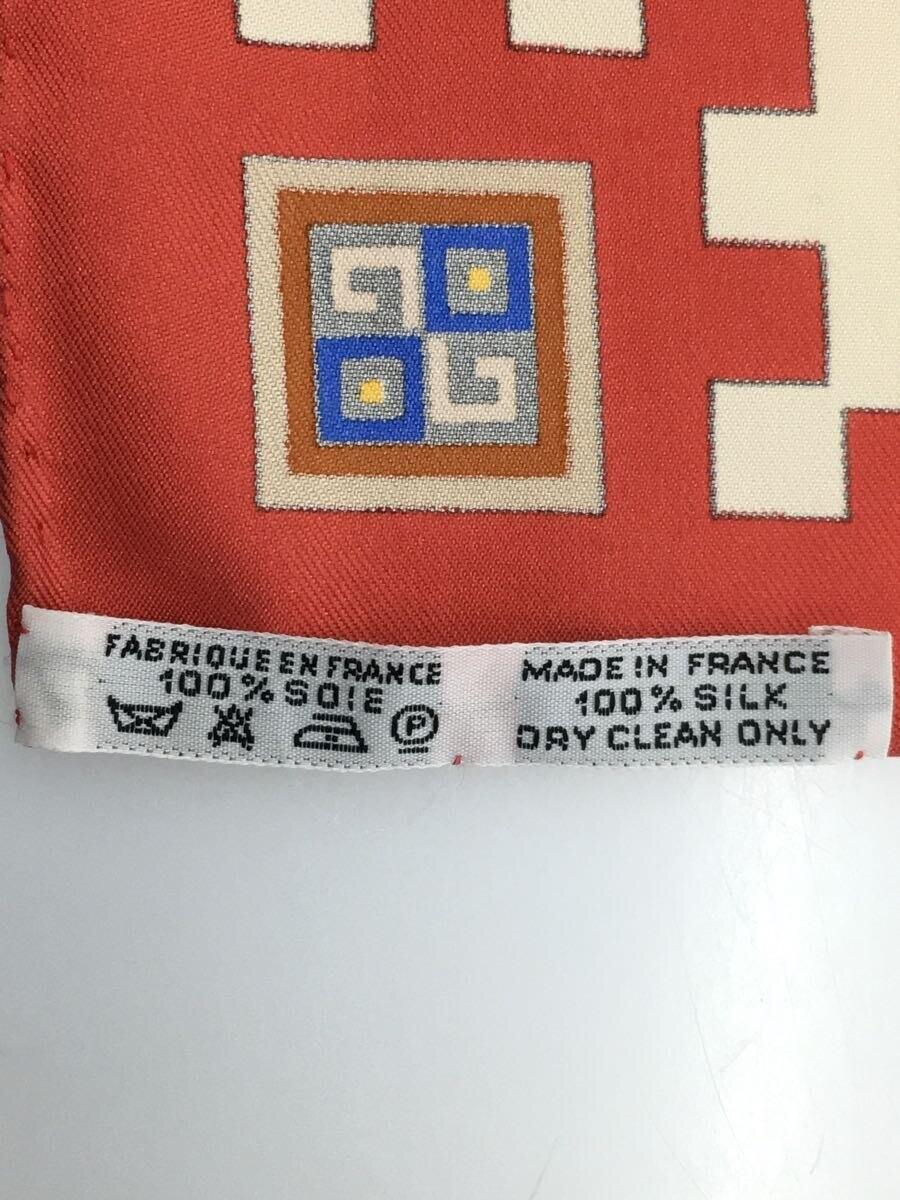 FABRIQUE EN FRANCE
100% SOIE
P
MADE IN FRANCE
100% SILK
DRY CLEAN ONLY